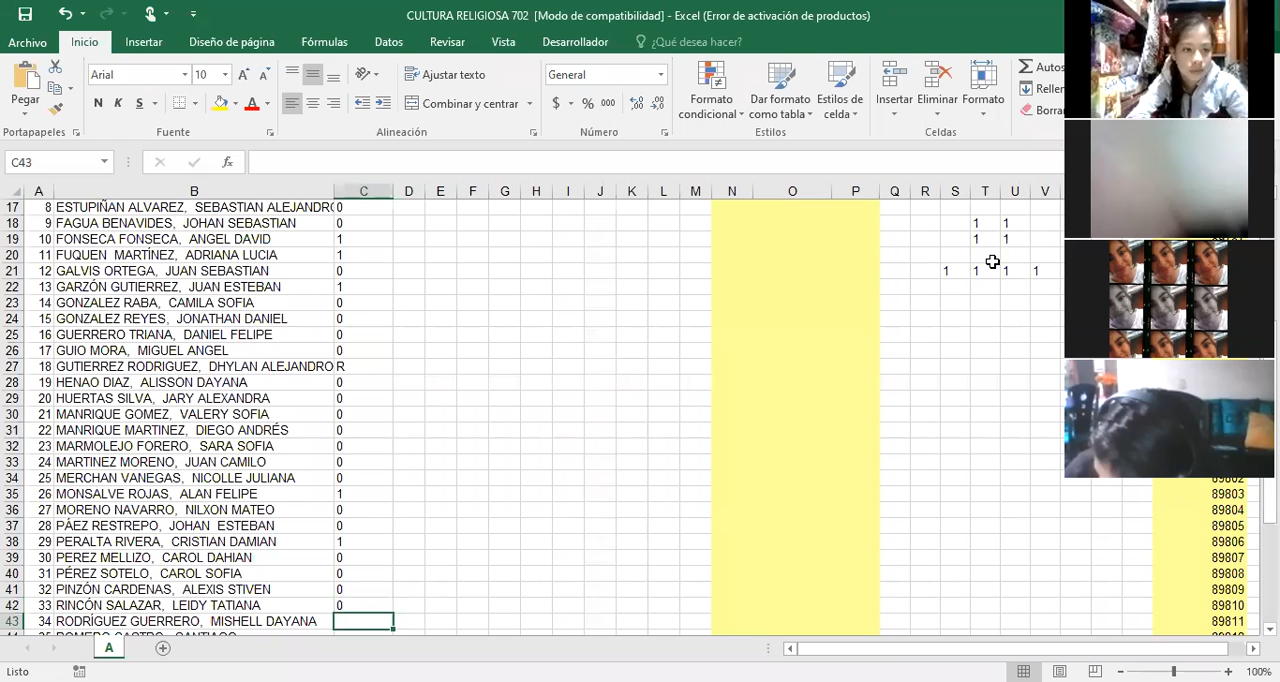 CULTURA RELIGIOSA 702 [Modo de compatibilidad] - Excel (Error de activación de productos)
Archivo Inicio Insertar Diseño de página Fórmulas Datos Revisar Vista Desarrollador ¿Qué desea hacer?
Pegar Arial 10 Ajustar texto General Formato condicional Dar formato como tabla Estilos de celda Insertar Eliminar Formato
N K S Combinar y centrar $ % 000
Portapapeles Fuente Alineación Número Estilos Celdas
C43 fx
A B C D E F G H I J K L M N O P Q R S T U V
17 8 ESTUPIÑAN ALVAREZ, SEBASTIAN ALEJANDRO 0
18 9 FAGUA BENAVIDES, JOHAN SEBASTIAN 0 1 1
19 10 FONSECA FONSECA, ANGEL DAVID 1 1 1
20 11 FUQUEN MARTÍNEZ, ADRIANA LUCIA 1
21 12 GALVIS ORTEGA, JUAN SEBASTIAN 0 1 1 1 1
22 13 GARZÓN GUTIERREZ, JUAN ESTEBAN 1
23 14 GONZALEZ RABA, CAMILA SOFIA 0
24 15 GONZALEZ REYES, JONATHAN DANIEL 0
25 16 GUERRERO TRIANA, DANIEL FELIPE 0
26 17 GUIO MORA, MIGUEL ANGEL 0
27 18 GUTIERREZ RODRIGUEZ, DHYLAN ALEJANDRO R
28 19 HENAO DIAZ, ALISSON DAYANA 0
29 20 HUERTAS SILVA, JARY ALEXANDRA 0
30 21 MANRIQUE GOMEZ, VALERY SOFIA 0
31 22 MANRIQUE MARTINEZ, DIEGO ANDRÉS 0
32 23 MARMOLEJO FORERO, SARA SOFIA 0
33 24 MARTINEZ MORENO, JUAN CAMILO 0
34 25 MERCHAN VANEGAS, NICOLLE JULIANA 0 89802
35 26 MONSALVE ROJAS, ALAN FELIPE 1 89803
36 27 MORENO NAVARRO, NILXON MATEO 0 89804
37 28 PÁEZ RESTREPO, JOHAN ESTEBAN 0 89805
38 29 PERALTA RIVERA, CRISTIAN DAMIAN 1 89806
39 30 PEREZ MELLIZO, CAROL DAHIAN 0 89807
40 31 PÉREZ SOTELO, CAROL SOFIA 0 89808
41 32 PINZÓN CARDENAS, ALEXIS STIVEN 0 89809
42 33 RINCÓN SALAZAR, LEIDY TATIANA 0 89810
43 34 RODRÍGUEZ GUERRERO, MISHELL DAYANA 89811
A
Listo 100%